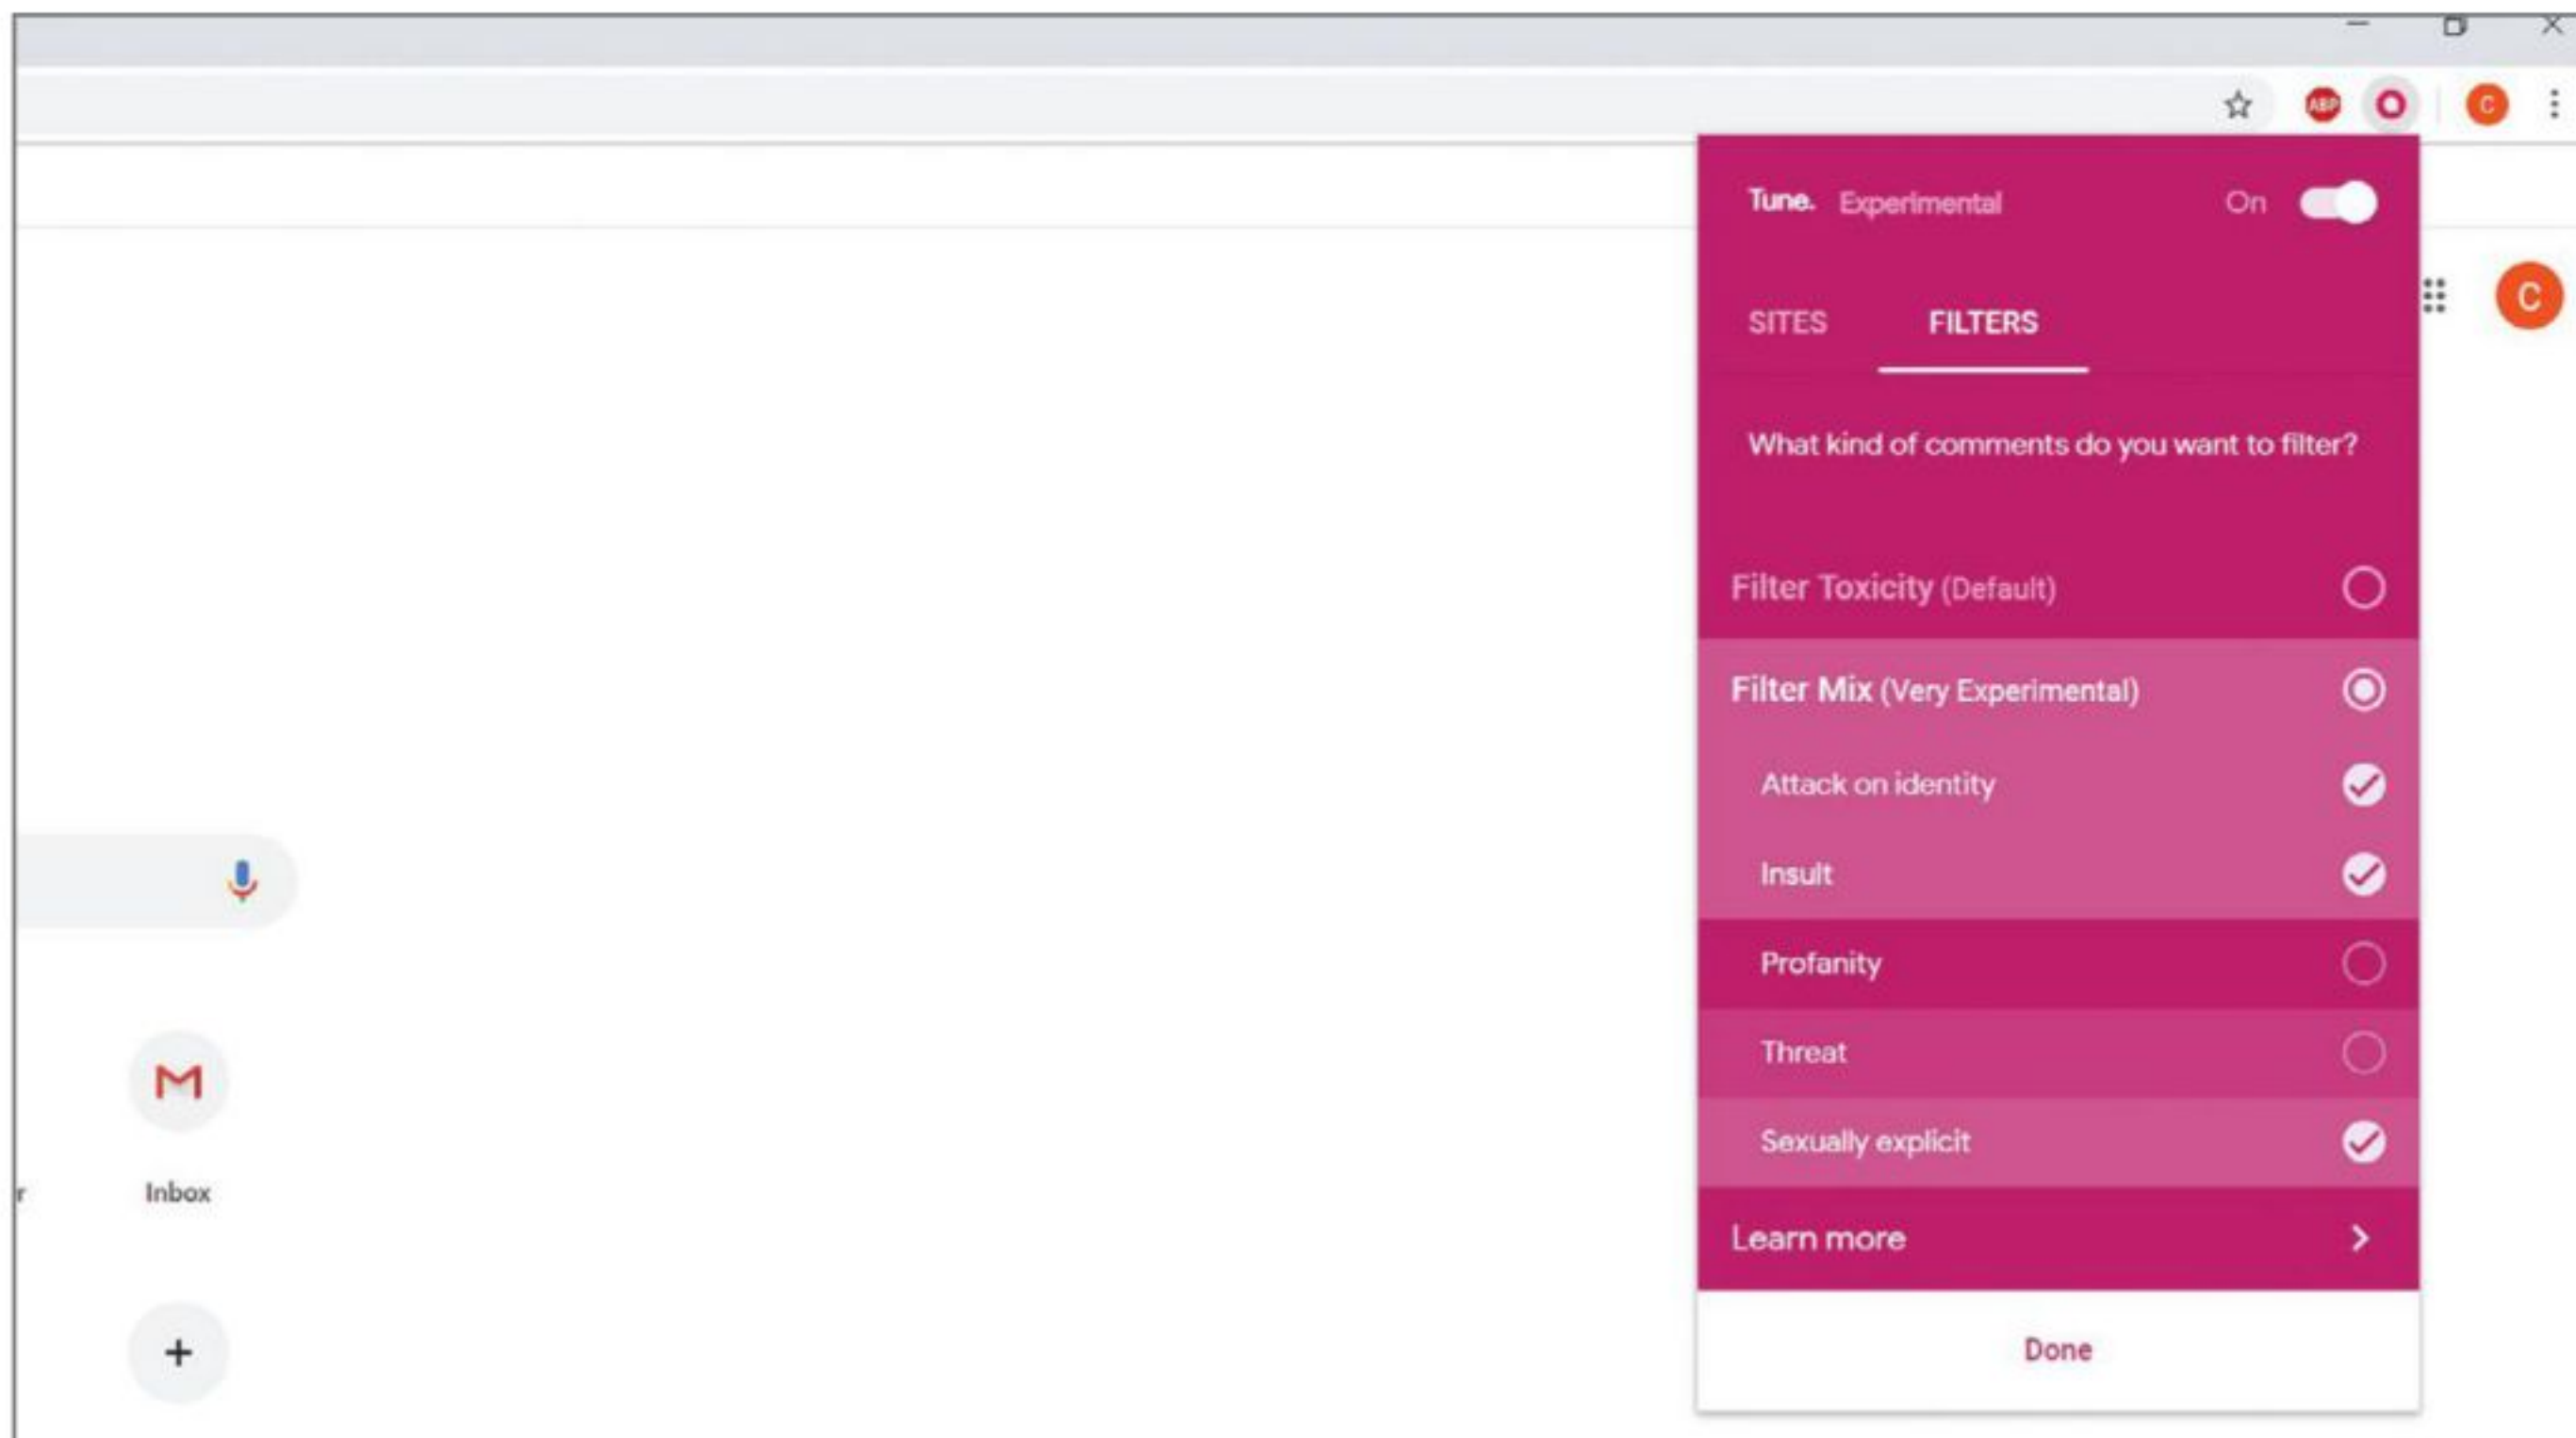 ABP
C
Tune. Experimental On
C
SITES FILTERS
What kind of comments do you want to filter?
Filter Toxicity (Default)
Filter Mix (Very Experimental)
Attack on identity
Insult
Profanity
Threat
Sexually explicit
Learn more
Done
M
r Inbox